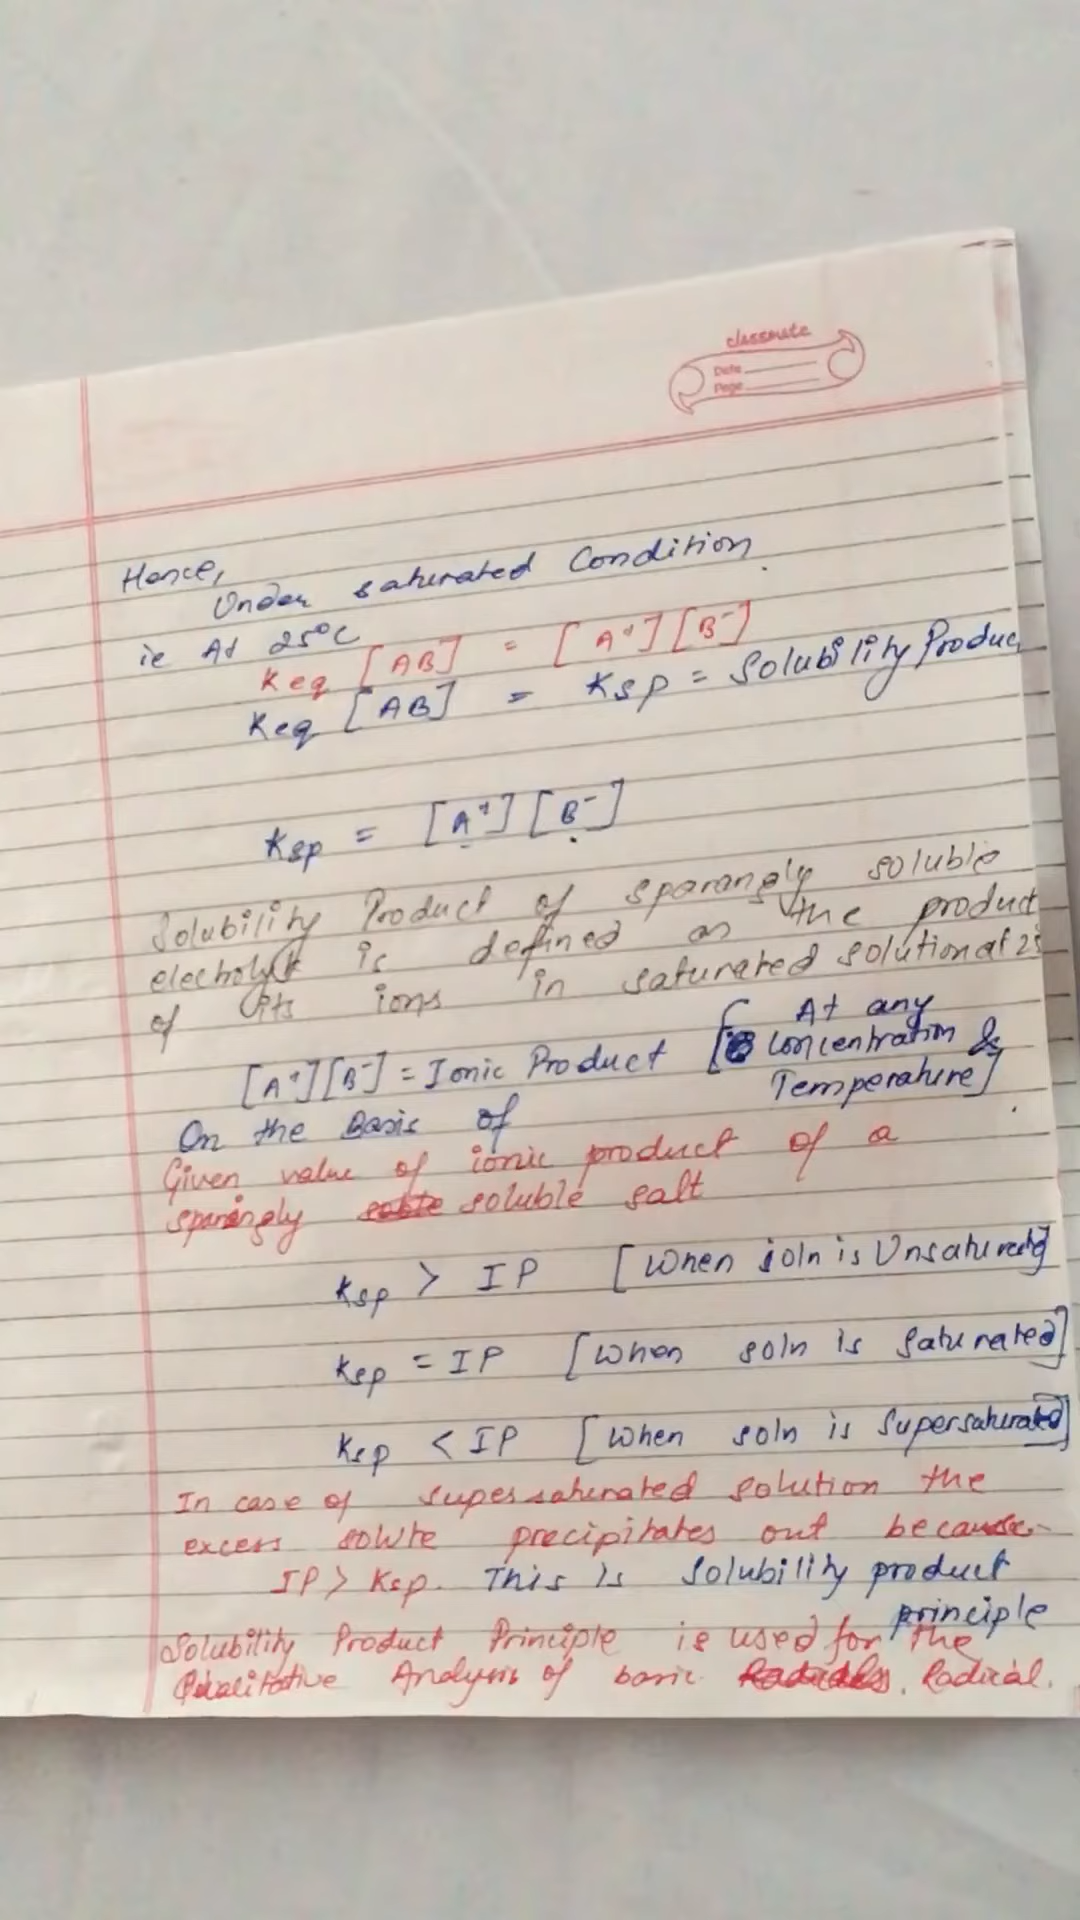 classmate
Date
Page
Hence,
Under saturated Condition.
ie At 25°C
Keq [AB] = [A+][B-]
Keq [AB] = Ksp = Solubility Produc
Ksp = [A+][B-]
Solubility Product of sparangly soluble
electrolyte is defined as the product
of its ions in saturated solution at 25
[A+][B-] = Ionic Product [At any
concentration &
Temperature]
On the Basis of
Given value of ionic product of a
sparingly soluble salt
Ksp > IP [When soln is Unsaturated]
Ksp = IP [When soln is saturated]
Ksp < IP [When soln is Supersaturated]
In case of supersaturated solution the
excess solute precipitates out because
IP > Ksp. This is solubility product
principle
Solubility Product Principle is used for the
Qualitative Analysis of basic Radical.